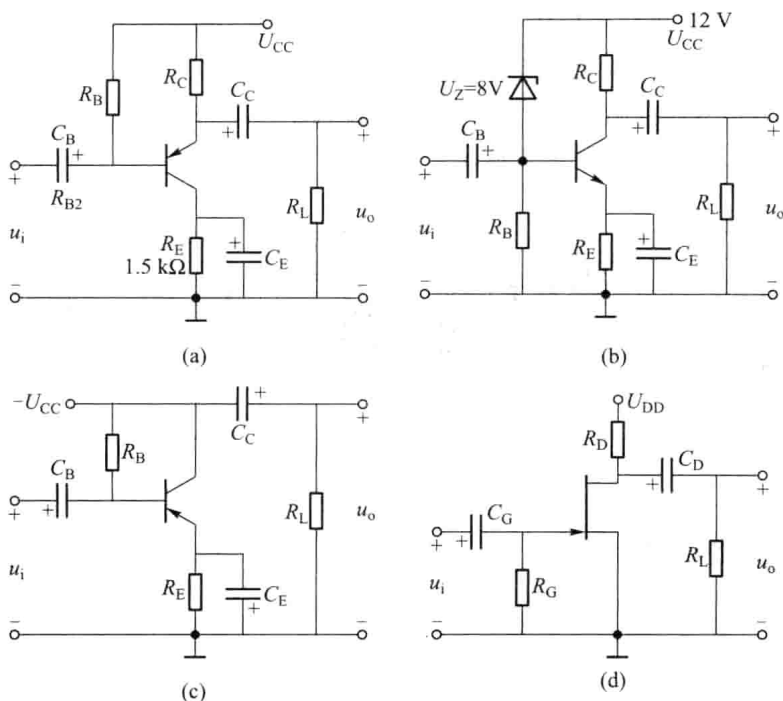 U_CC
R_B
R_C
C_C
+
C_B
+
+
R_B2
+
u_i
R_E
1.5 kΩ
+
C_E
R_L
u_o
−
−
(a)
12 V
U_CC
U_Z=8V
R_C
C_C
+
C_B
+
+
+
u_i
R_B
R_E
+
C_E
R_L
u_o
−
−
(b)
−U_CC
+
+
C_C
R_B
C_B
+
+
u_i
R_E
C_E
+
R_L
u_o
−
−
(c)
U_DD
R_D
C_D
+
+
C_G
+
+
u_i
R_G
R_L
u_o
−
−
(d)